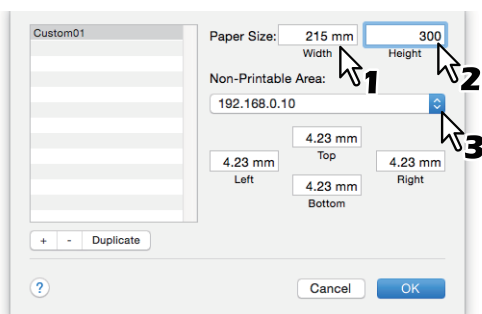 Custom01
Paper Size: 215 mm 300
Width Height
1 2
Non-Printable Area:
192.168.0.10
3
4.23 mm
Top
4.23 mm 4.23 mm
Left Right
4.23 mm
Bottom
+ - Duplicate
? Cancel OK